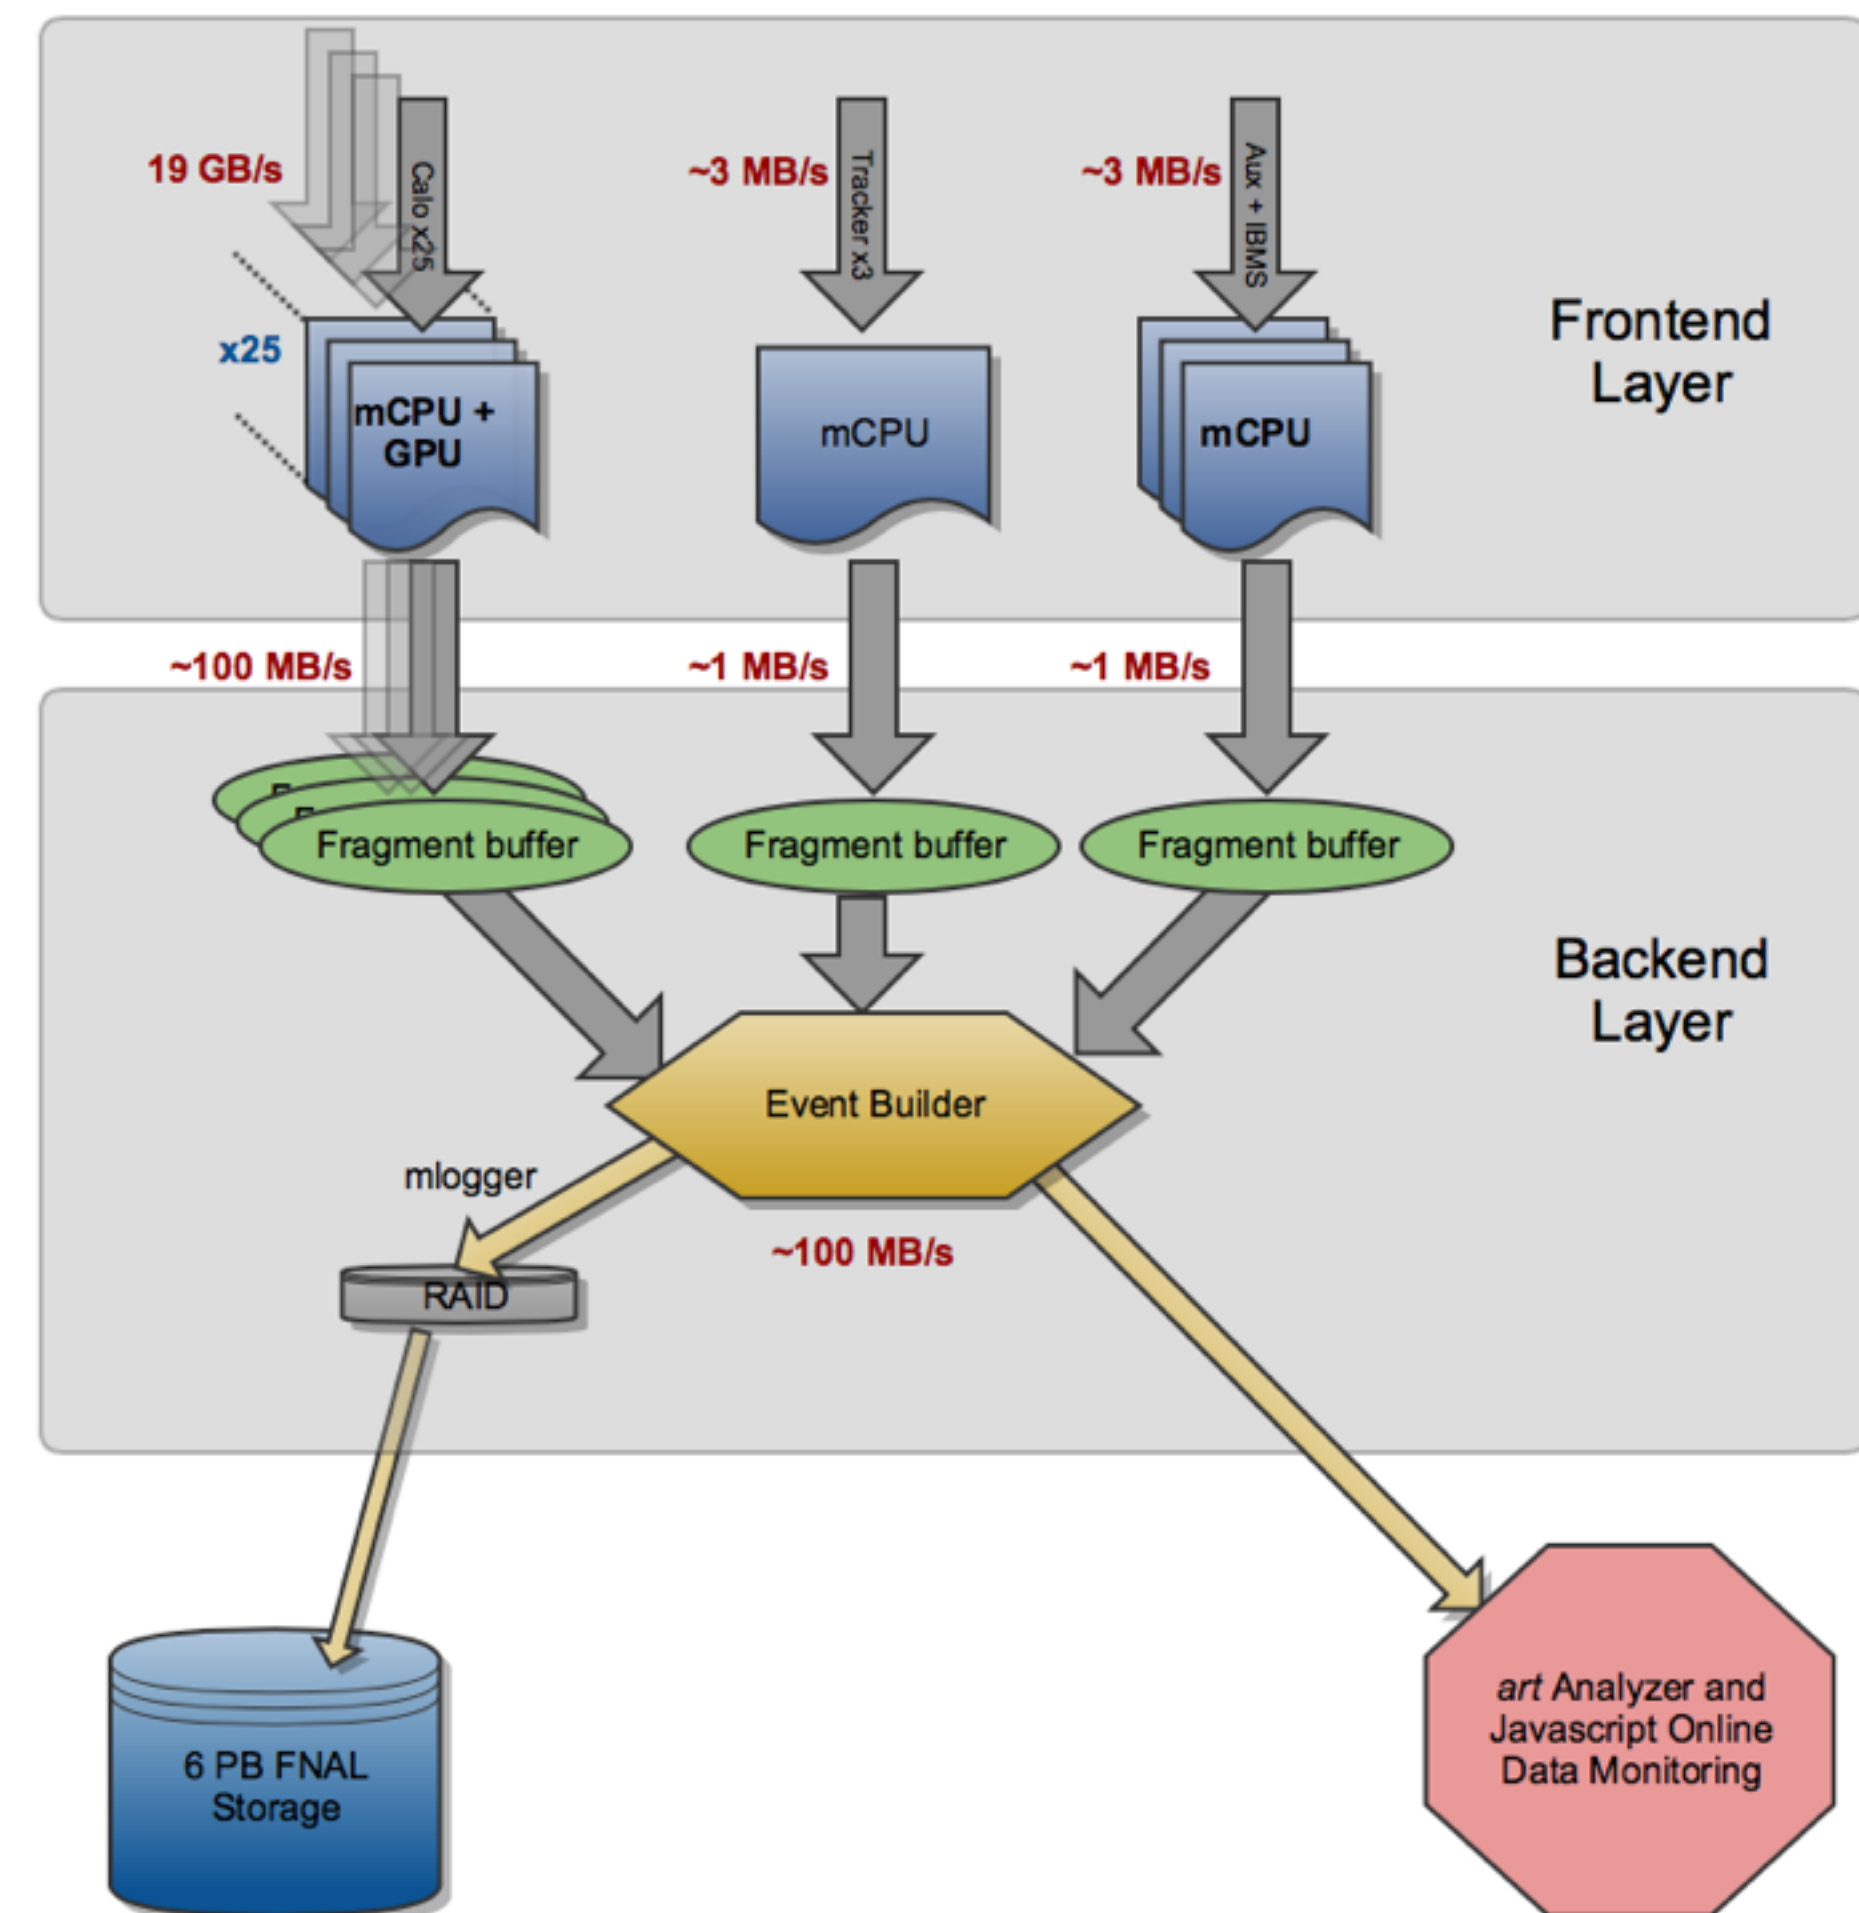 19 GB/s
Calo x25
~3 MB/s
Tracker x3
~3 MB/s
Aux + IBMS
Frontend
Layer
x25
mCPU +
GPU
mCPU
mCPU
~100 MB/s
~1 MB/s
~1 MB/s
F
F
Fragment buffer
Fragment buffer
Fragment buffer
Backend
Layer
Event Builder
mlogger
~100 MB/s
RAID
6 PB FNAL
Storage
art Analyzer and
Javascript Online
Data Monitoring